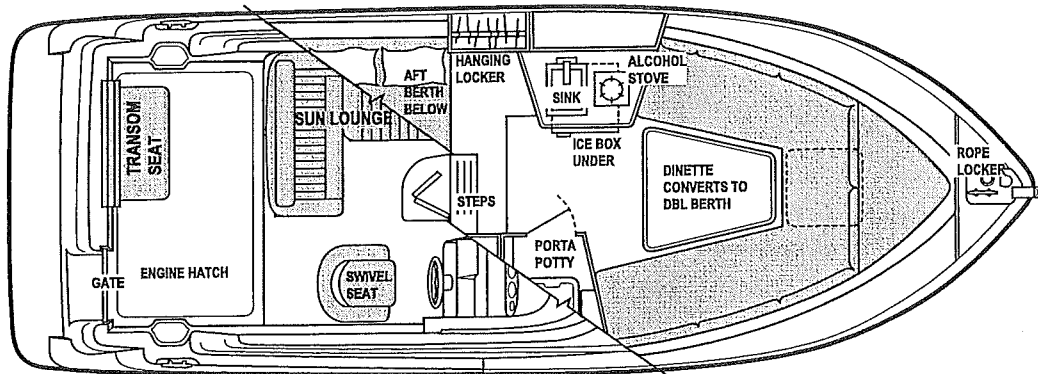 HANGING
LOCKER
AFT
BERTH
BELOW
SUN LOUNGE
TRANSOM
SEAT
SINK
ALCOHOL
STOVE
ICE BOX
UNDER
DINETTE
CONVERTS TO
DBL BERTH
ROPE
LOCKER
STEPS
PORTA
POTTY
SWIVEL
SEAT
ENGINE HATCH
GATE